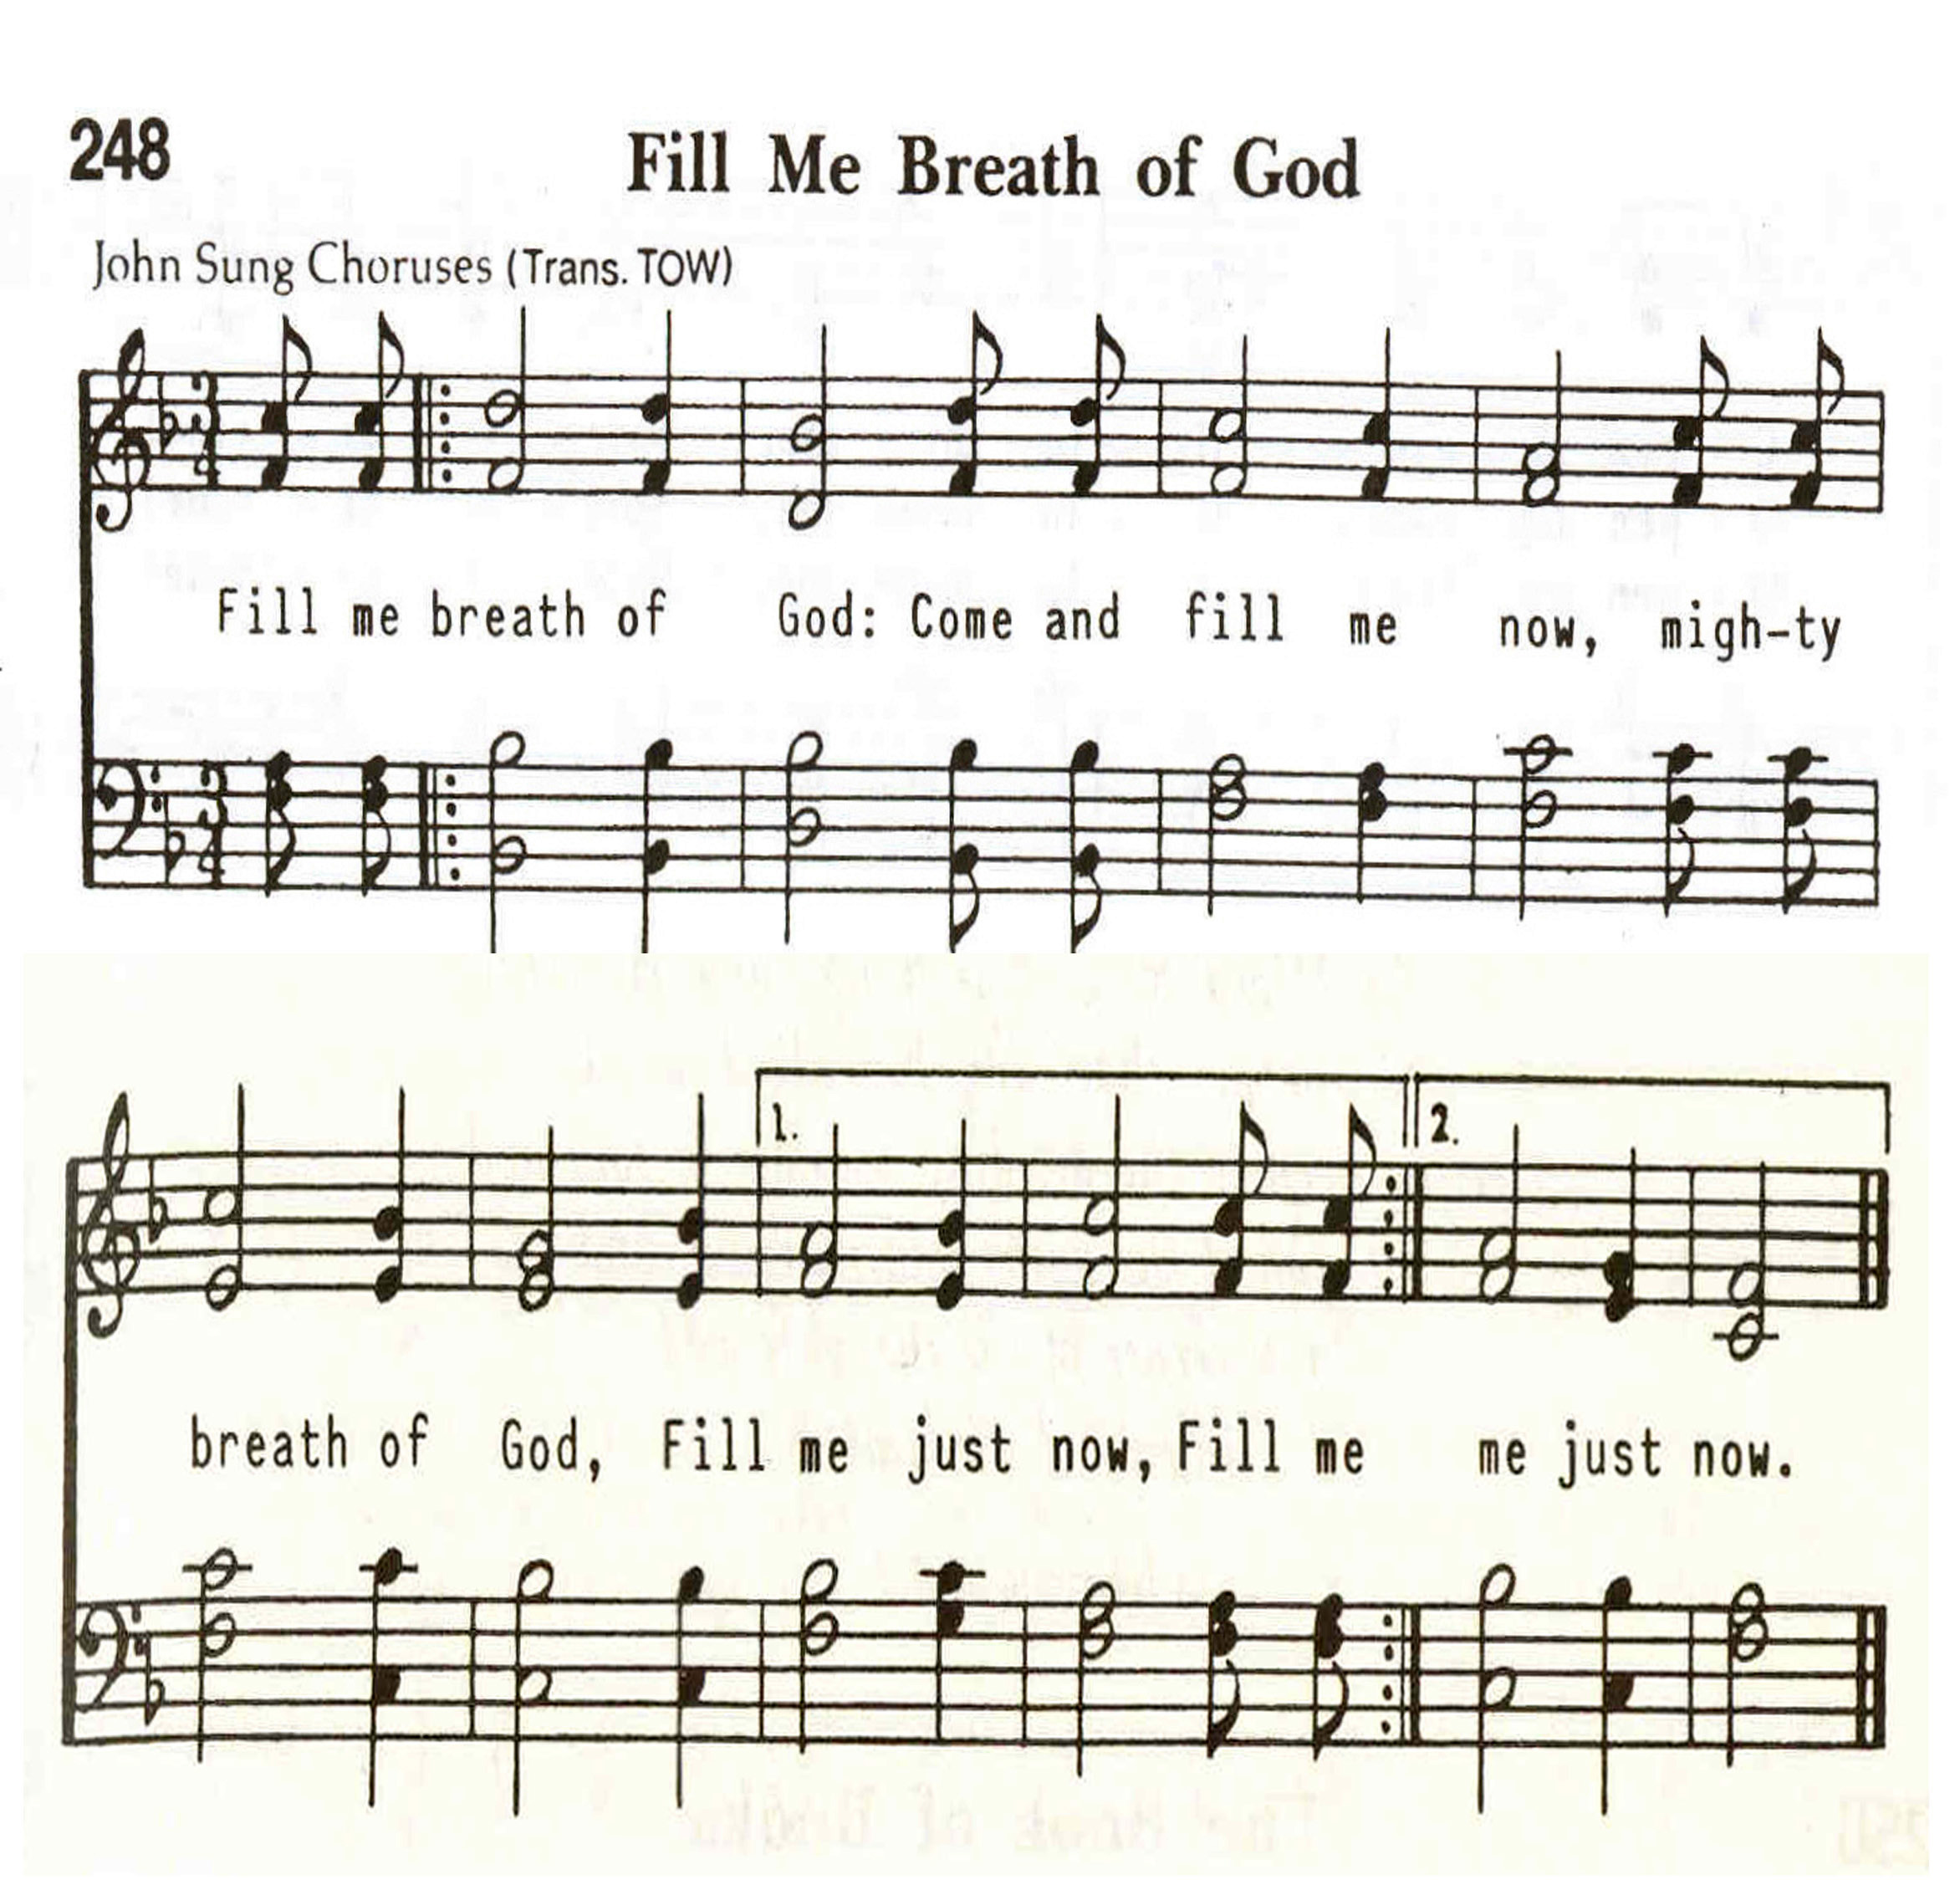 248
Fill Me Breath of God
John Sung Choruses (Trans. TOW)
3
4
Fill me breath of God: Come and fill me now, migh-ty
3
4
1. 2.
breath of God, Fill me just now, Fill me me just now.